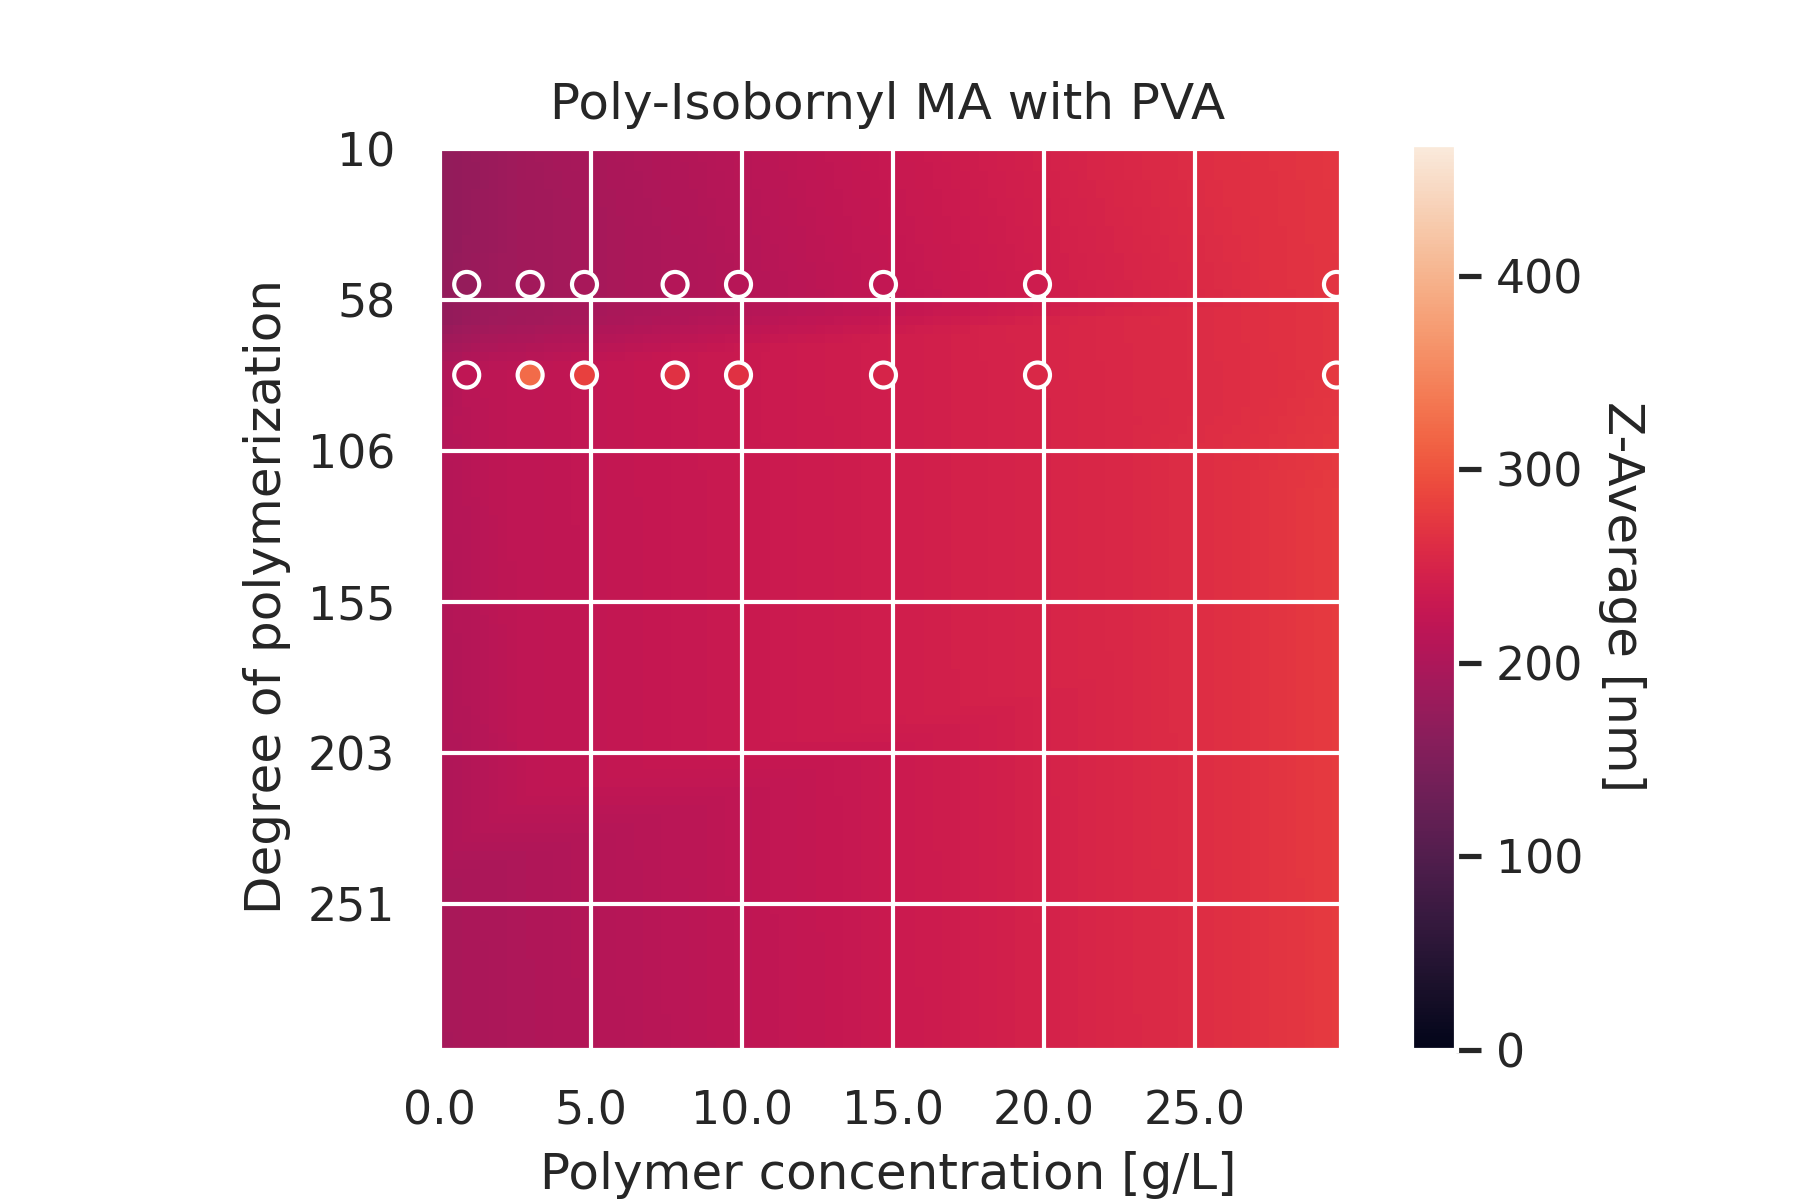 Poly-Isobornyl MA with PVA
10
58
106
155
203
251
Degree of polymerization
0.0 5.0 10.0 15.0 20.0 25.0
Polymer concentration [g/L]
400
300
200
100
0
Z-Average [nm]